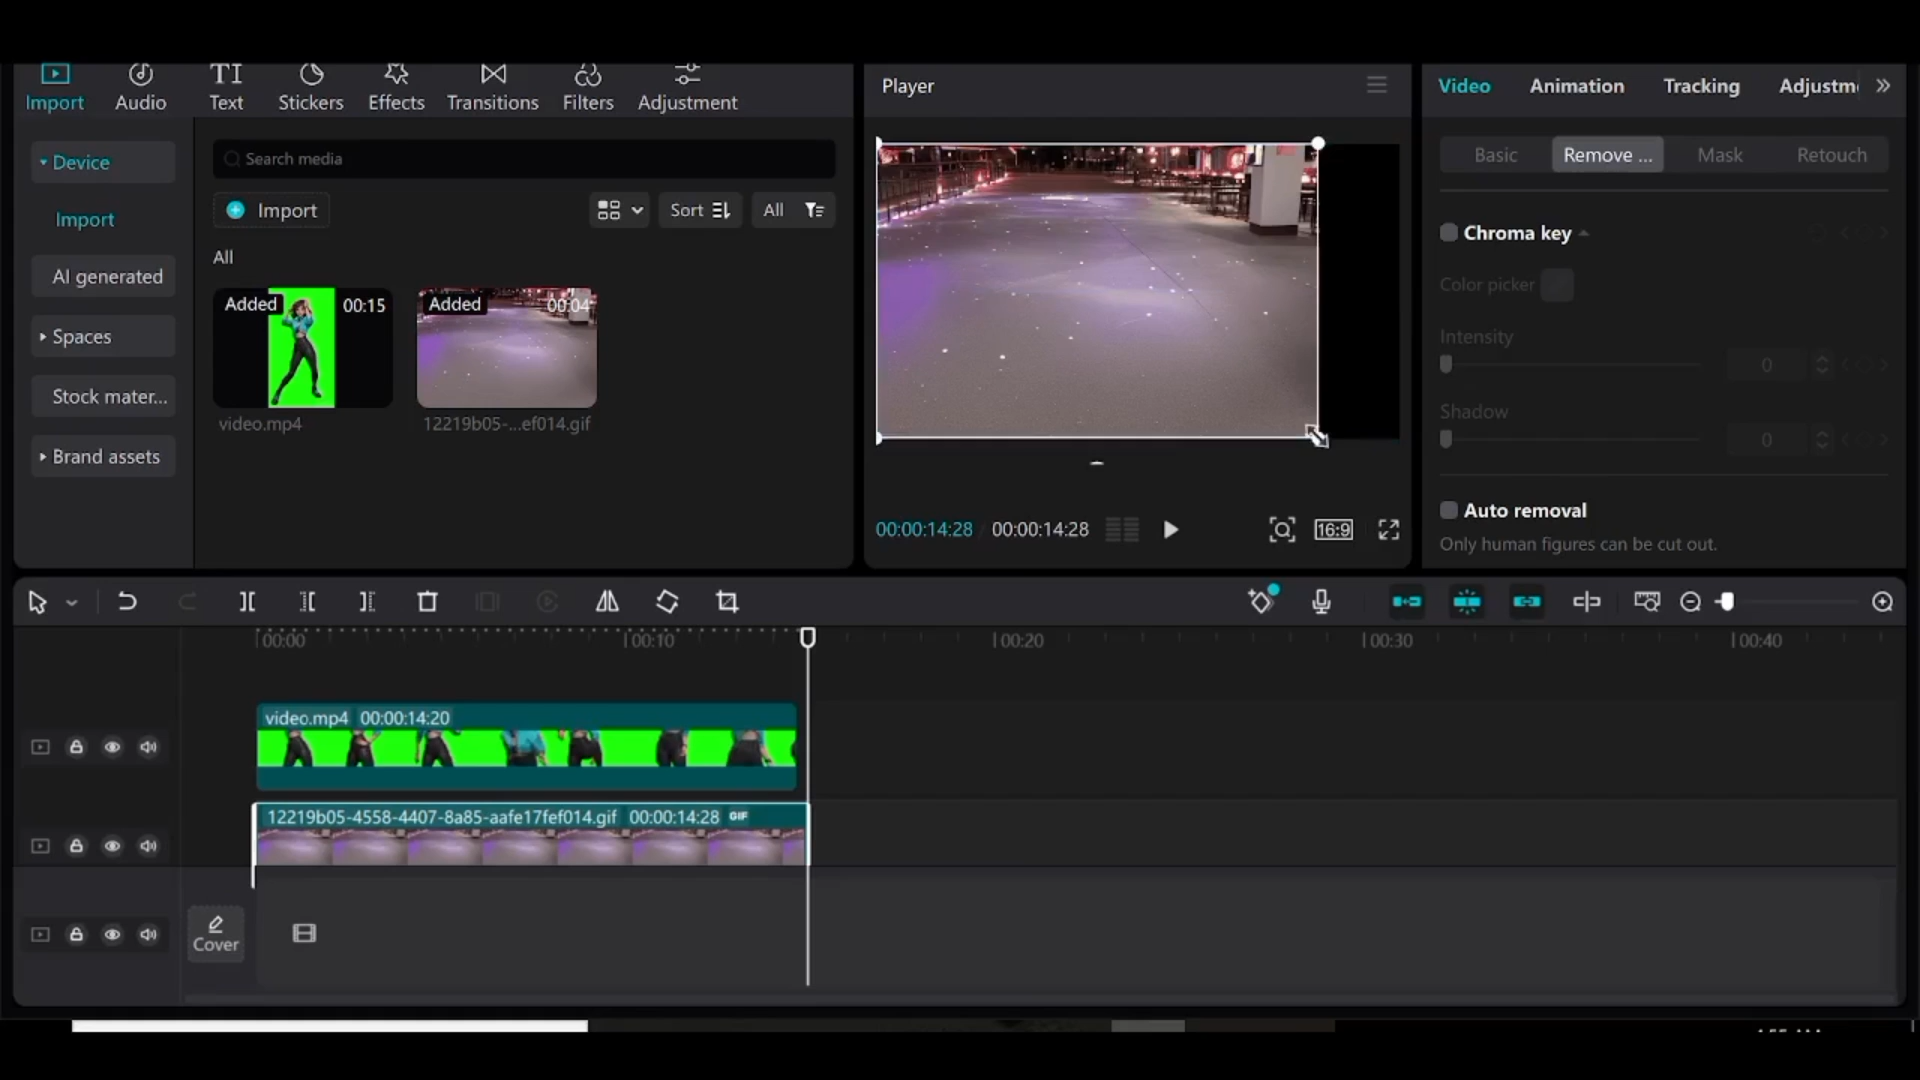 Import
Audio
Text
Stickers
Effects
Transitions
Filters
Adjustment
Device
Import
AI generated
Spaces
Stock mater...
Brand assets
Search media
Import
Sort
All
All
Added
00:15
video.mp4
Added
00:04
12219b05-...ef014.gif
Player
00:00:14:28
00:00:14:28
16:9
Video
Animation
Tracking
Adjustm
Basic
Remove ...
Mask
Retouch
Chroma key
Color picker
Intensity
0
Shadow
0
Auto removal
Only human figures can be cut out.
00:00
00:10
00:20
00:30
00:40
video.mp4 00:00:14:20
12219b05-4558-4407-8a85-aafe17fef014.gif 00:00:14:28 GIF
Cover